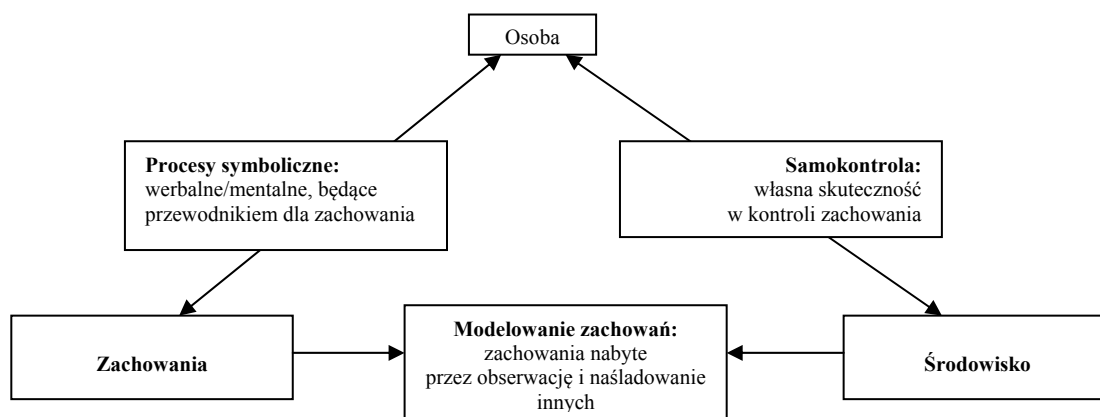 Osoba
Procesy symboliczne:
werbalne/mentalne, będące
przewodnikiem dla zachowania
Samokontrola:
własna skuteczność
w kontroli zachowania
Zachowania
Modelowanie zachowań:
zachowania nabyte
przez obserwację i naśladowanie
innych
Środowisko